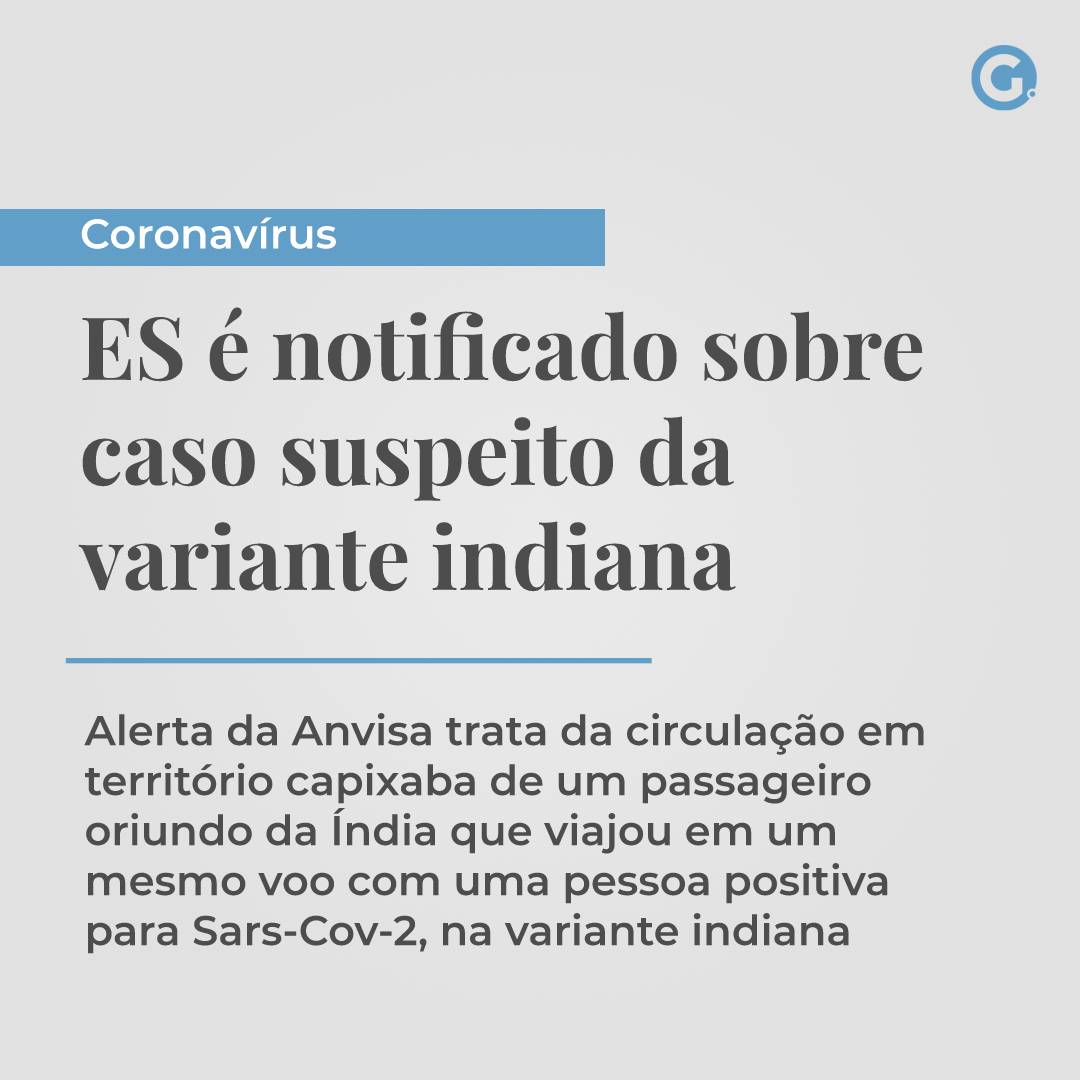 G.
Coronavírus
ES é notificado sobre
caso suspeito da
variante indiana
Alerta da Anvisa trata da circulação em
território capixaba de um passageiro
oriundo da Índia que viajou em um
mesmo voo com uma pessoa positiva
para Sars-Cov-2, na variante indiana